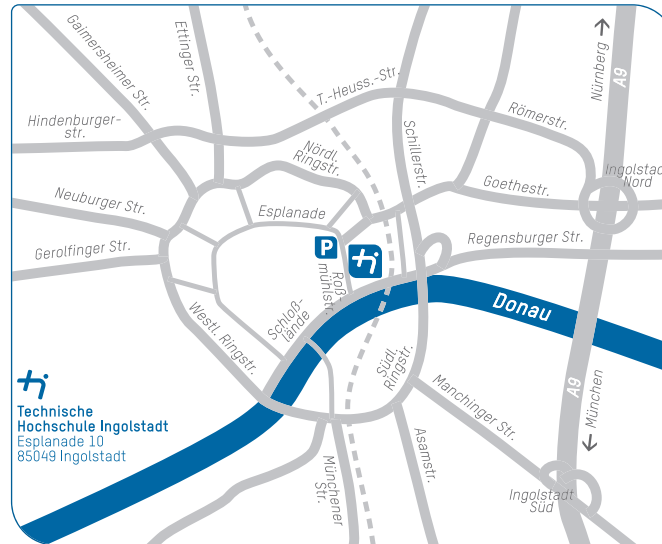 Gaimersheimer Str.
Ettinger Str.
T.-Heuss.-Str.
Nürnberg
A9
Hindenburger-
str.
Nördl.
Ringstr.
Schillerstr.
Römerstr.
Ingolstadt
Nord
Neuburger Str.
Esplanade
Goethestr.
Gerolfinger Str.
P
Regensburger Str.
Roß-
mühlstr.
Schloß-
lände
Donau
Westl. Ringstr.
Südl.
Ringstr.
A9
München
Technische
Hochschule Ingolstadt
Esplanade 10
85049 Ingolstadt
Manchinger Str.
Asamstr.
Münchener
Str.
Ingolstadt
Süd